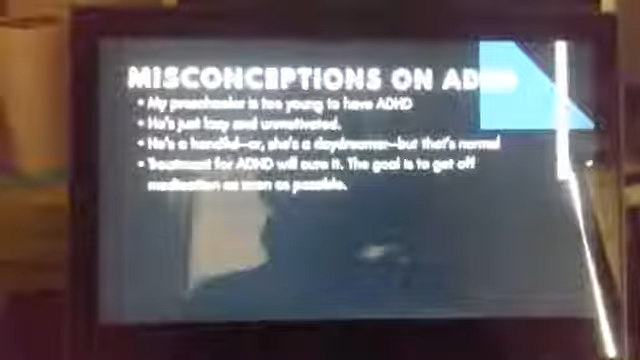 MISCONCEPTIONS ON ADHD
• My preschooler is too young to have ADHD
• He's just lazy and unmotivated.
• He's a handful—or, she's a daydreamer—but that's normal
• Treatment for ADHD will cure it. The goal is to get off
medication as soon as possible.